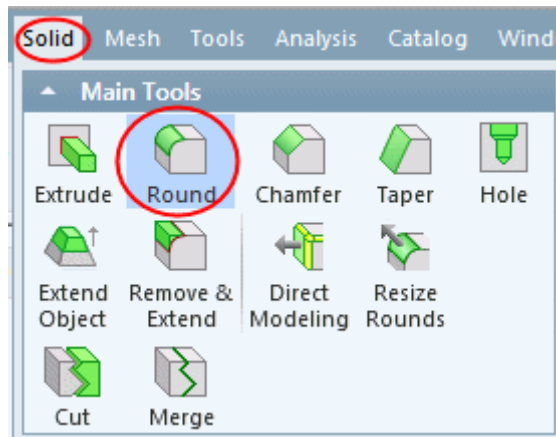 Solid Mesh Tools Analysis Catalog Wind
Main Tools
Extrude Round Chamfer Taper Hole
Extend Remove & Direct Resize
Object Extend Modeling Rounds
Cut Merge